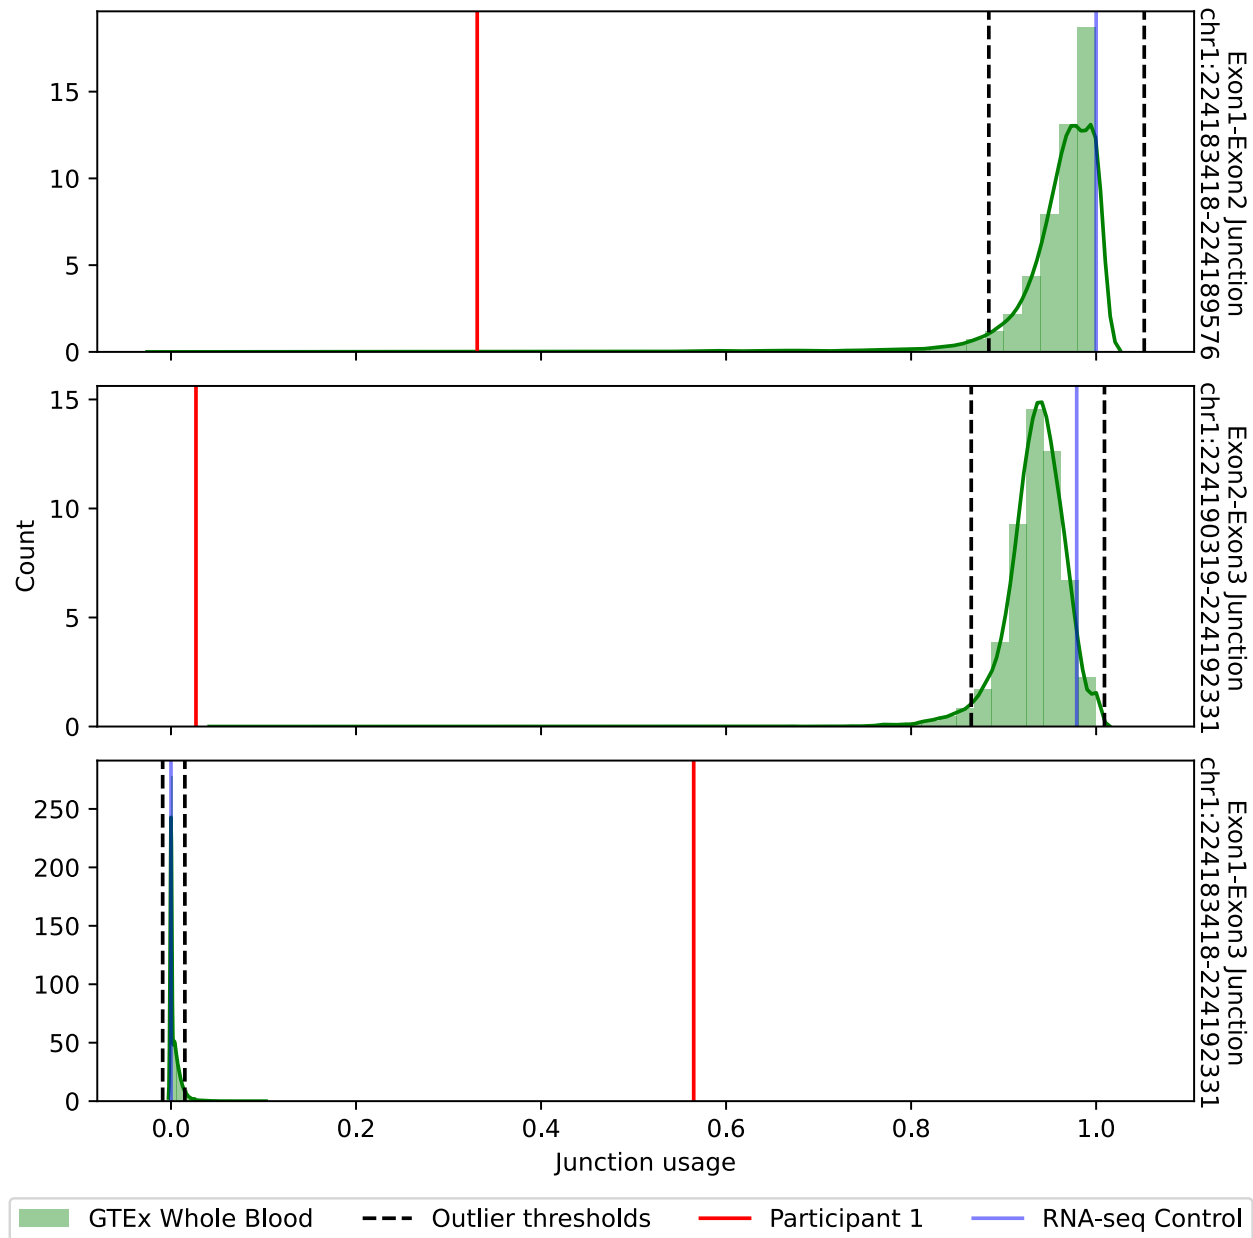 15
10
5
0
Exon1-Exon2 Junction
chr1:224183418-224189576
15
10
5
0
Count
Exon2-Exon3 Junction
chr1:224190319-224192331
250
200
150
100
50
0
Exon1-Exon3 Junction
chr1:224183418-224192331
0.0 0.2 0.4 0.6 0.8 1.0
Junction usage
GTEx Whole Blood Outlier thresholds Participant 1 RNA-seq Control